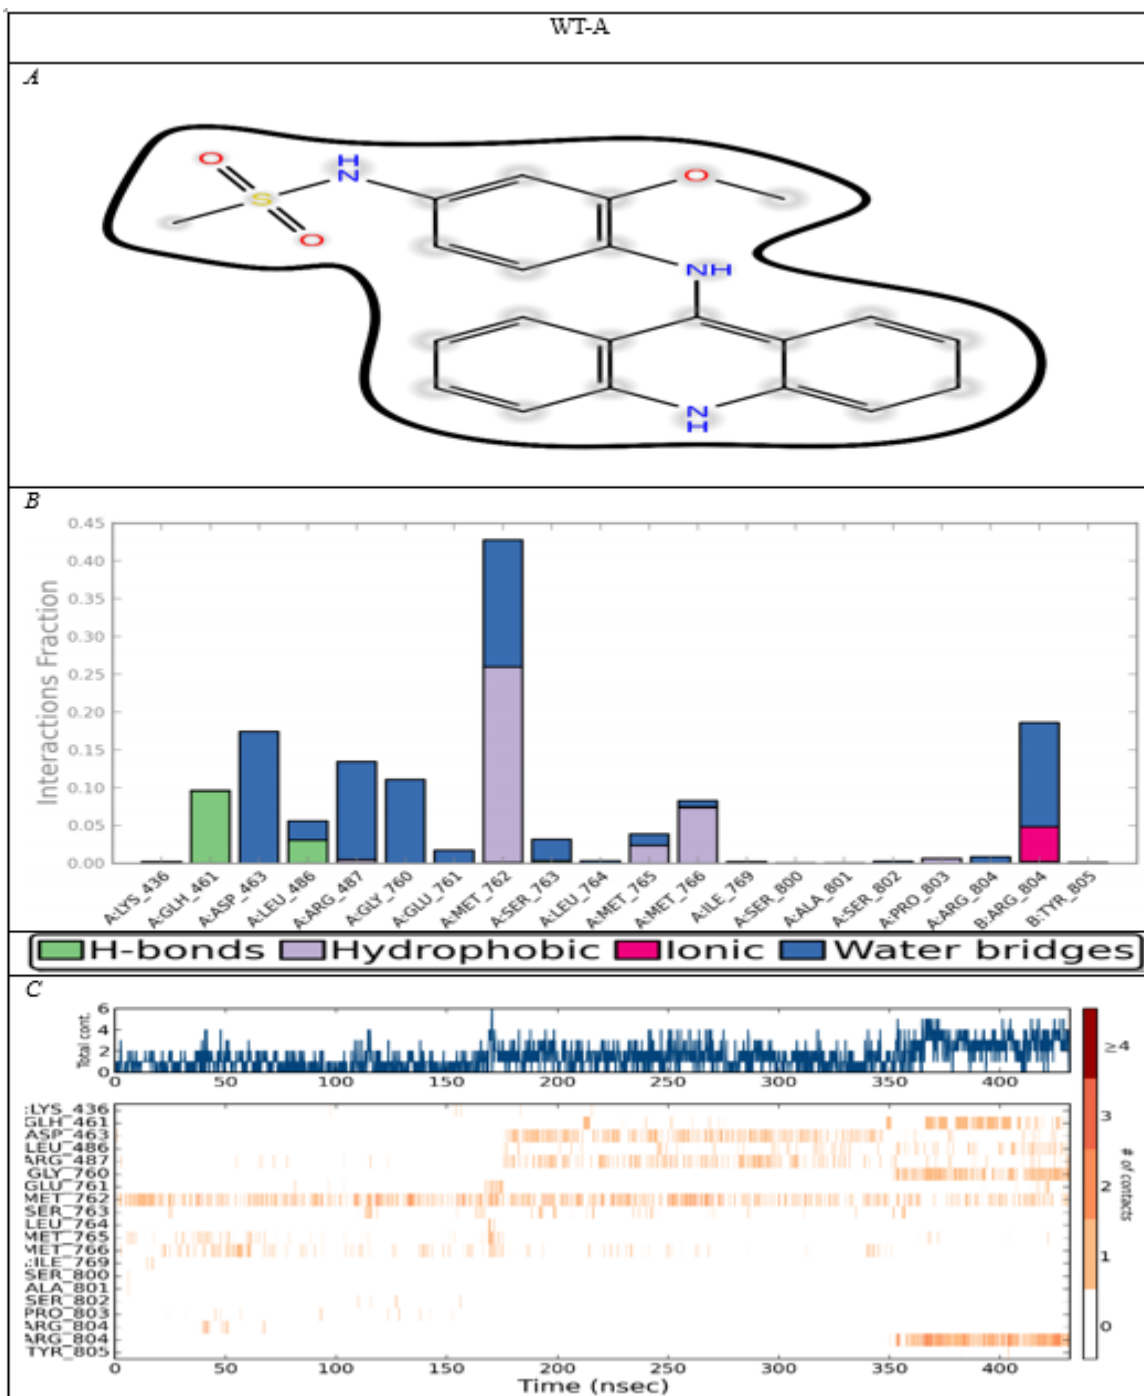 WT-A
A
O
HN
O
S
O
NH
N
H
B
Interactions Fraction
0.45
0.40
0.35
0.30
0.25
0.20
0.15
0.10
0.05
0.00
A:LYS_436 A:GLH_461 A:ASP_463 A:LEU_486 A:ARG_487 A:GLY_760 A:GLU_761 A:MET_762 A:SER_763 A:LEU_764 A:MET_765 A:MET_766 A:ILE_769 A:SER_800 A:ALA_801 A:SER_802 A:PRO_803 A:ARG_804 B:ARG_804 B:TYR_805
H-bonds Hydrophobic Ionic Water bridges
C
Total cont.
6
4
2
0
0 50 100 150 200 250 300 350 400
:LYS_436
GLH_461
ASP_463
LEU_486
ARG_487
GLY_760
GLU_761
MET_762
SER_763
LEU_764
MET_765
MET_766
:ILE_769
SER_800
ALA_801
SER_802
PRO_803
ARG_804
ARG_804
TYR_805
0 50 100 150 200 250 300 350 400
Time (nsec)
≥4
3
2
1
0
# of contacts